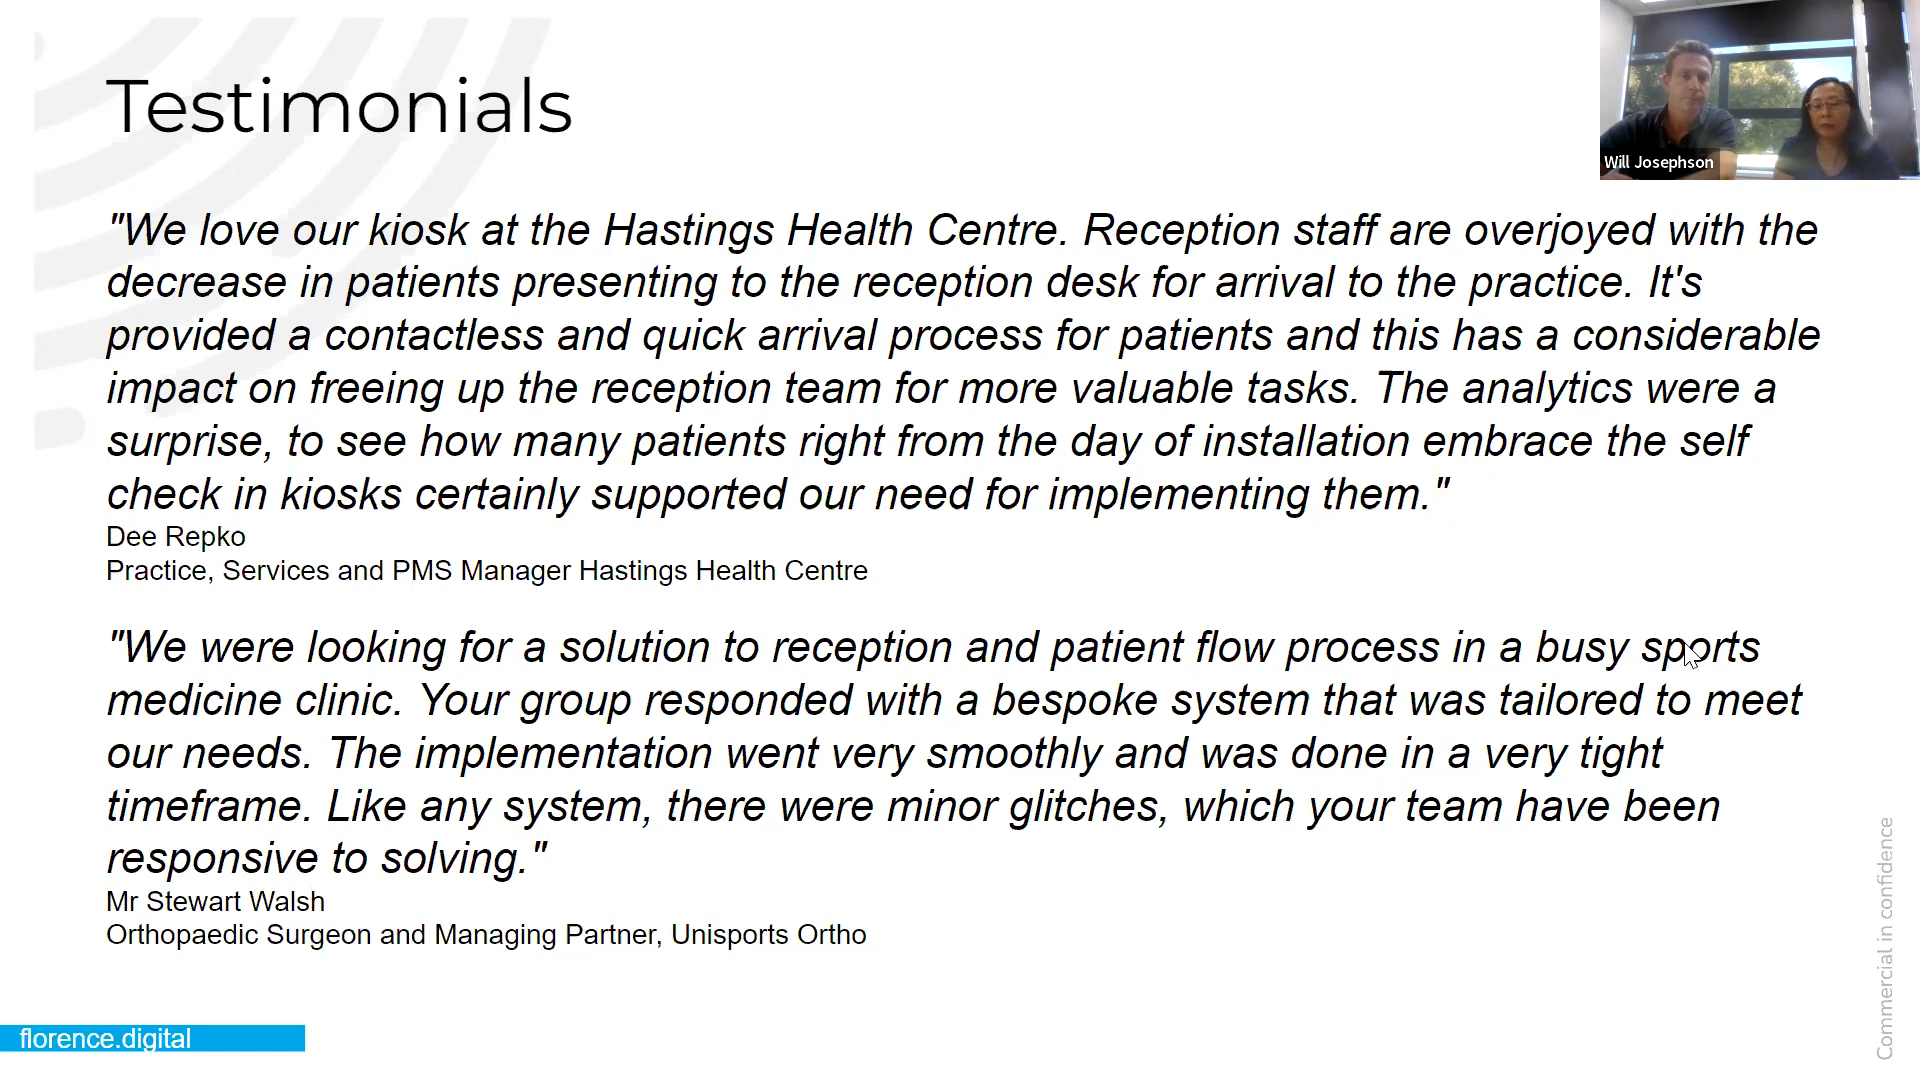 Testimonials
Will Josephson
"We love our kiosk at the Hastings Health Centre. Reception staff are overjoyed with the
decrease in patients presenting to the reception desk for arrival to the practice. It's
provided a contactless and quick arrival process for patients and this has a considerable
impact on freeing up the reception team for more valuable tasks. The analytics were a
surprise, to see how many patients right from the day of installation embrace the self
check in kiosks certainly supported our need for implementing them."
Dee Repko
Practice, Services and PMS Manager Hastings Health Centre
"We were looking for a solution to reception and patient flow process in a busy sports
medicine clinic. Your group responded with a bespoke system that was tailored to meet
our needs. The implementation went very smoothly and was done in a very tight
timeframe. Like any system, there were minor glitches, which your team have been
responsive to solving."
Mr Stewart Walsh
Orthopaedic Surgeon and Managing Partner, Unisports Ortho
Commercial in confidence
florence.digital